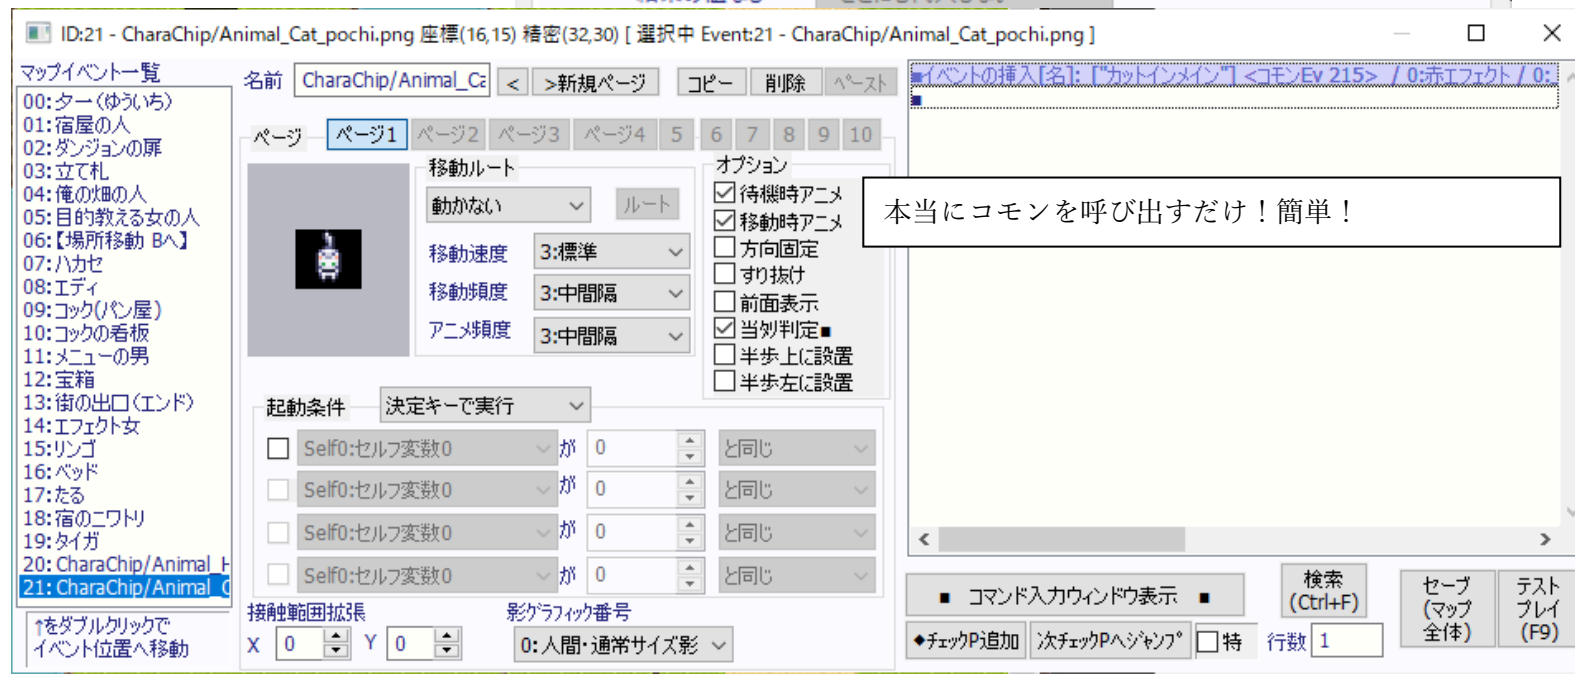 ID:21 - CharaChip/Animal_Cat_pochi.png 座標(16,15) 精密(32,30) [ 選択中 Event:21 - CharaChip/Animal_Cat_pochi.png ]
マップイベント一覧
00:ター(ゆういち)
01:宿屋の人
02:ダンジョンの扉
03:立て札
04:俺の畑の人
05:目的教える女の人
06:【場所移動 Bへ】
07:ハカセ
08:エディ
09:コック(パン屋)
10:コックの看板
11:メニューの男
12:宝箱
13:街の出口(エンド)
14:エフェクト女
15:リンゴ
16:ベッド
17:たる
18:宿のニワトリ
19:タイガ
20:CharaChip/Animal_H
21:CharaChip/Animal_C
↑をダブルクリックで
イベント位置へ移動
名前 CharaChip/Animal_Ca < >新規ページ コピー 削除 ペースト
ページ ページ1 ページ2 ページ3 ページ4 5 6 7 8 9 10
移動ルート
動かない ルート
移動速度 3:標準
移動頻度 3:中間隔
アニメ頻度 3:中間隔
オプション
待機時アニメ
移動時アニメ
方向固定
すり抜け
前面表示
当り判定■
半歩上に設置
半歩左に設置
起動条件 決定キーで実行
Self0:セルフ変数0 が 0 と同じ
Self0:セルフ変数0 が 0 と同じ
Self0:セルフ変数0 が 0 と同じ
Self0:セルフ変数0 が 0 と同じ
接触範囲拡張 影グラフィック番号
X 0 Y 0 0:人間・通常サイズ影
■イベントの挿入[名]: ["カットインメイン"] <コモンEv 215> / 0:赤エフェクト / 0:
■
本当にコモンを呼び出すだけ！簡単！
■ コマンド入力ウィンドウ表示 ■
検索
(Ctrl+F)
セーブ
(マップ
全体)
テスト
プレイ
(F9)
◆チェックP追加 次チェックPへジャンプ 特 行数 1